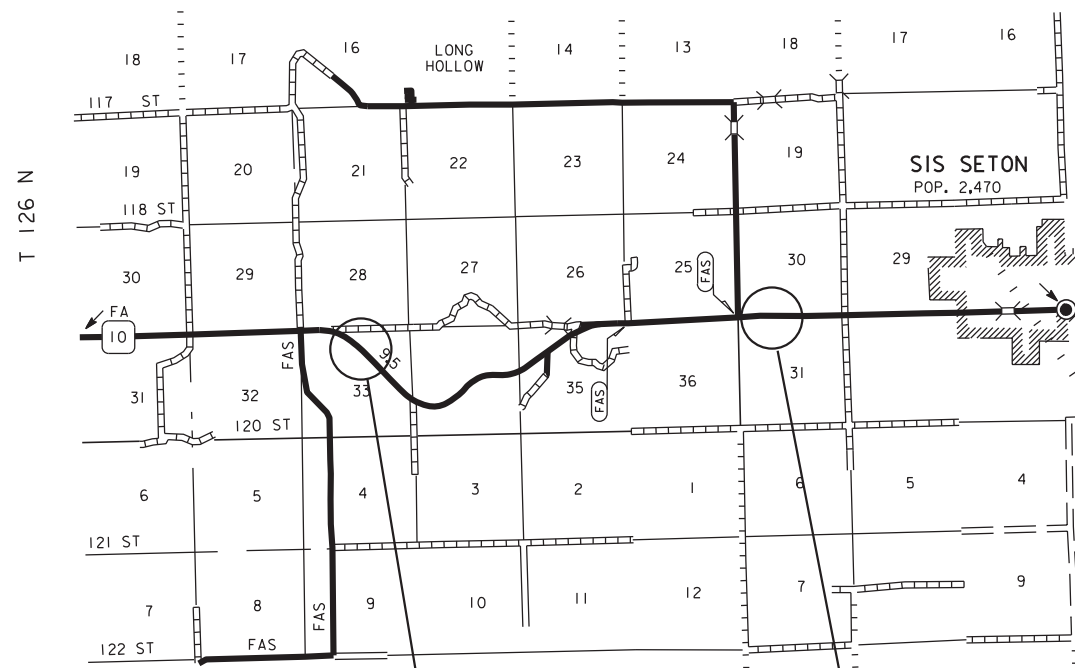 18 17 16 LONG 14 13 18 17 16
HOLLOW
117 ST
19 20 21 22 23 24 19
SIS SETON
POP. 2,470
T 126 N
118 ST
30 29 28 27 26 25 FAS 30 29
FA
10
FAS 9.5
31 32 33 35 FAS 36 31
120 ST
6 5 4 3 2 1 6 5 4
121 ST
7 8 FAS 9 10 11 12 7 9
122 ST FAS